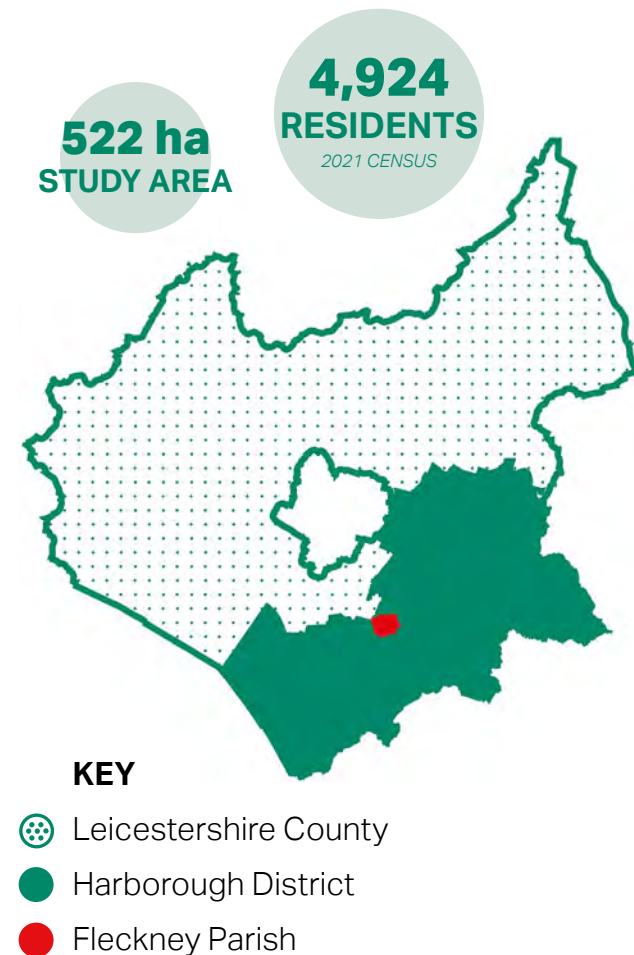 522 ha
STUDY AREA
4,924
RESIDENTS
2021 CENSUS
KEY
Leicestershire County
Harborough District
Fleckney Parish